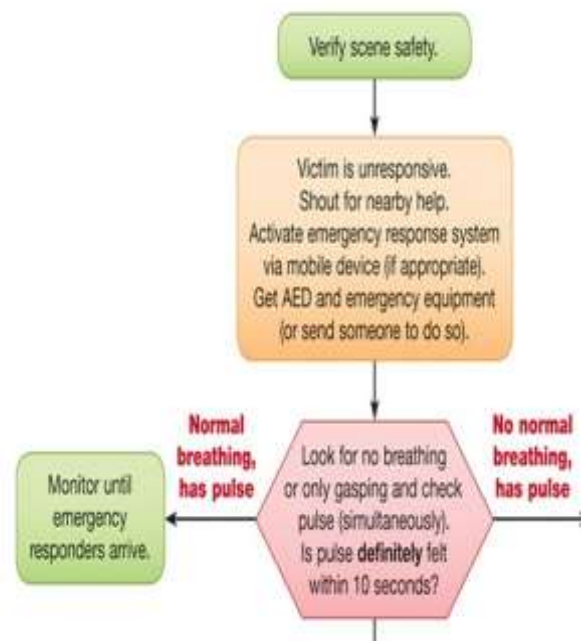 Verify scene safety.
Victim is unresponsive.
Shout for nearby help.
Activate emergency response system
via mobile device (if appropriate).
Get AED and emergency equipment
(or send someone to do so).
Normal
breathing,
has pulse
No normal
breathing,
has pulse
Monitor until
emergency
responders arrive.
Look for no breathing
or only gasping and check
pulse (simultaneously).
Is pulse definitely felt
within 10 seconds?